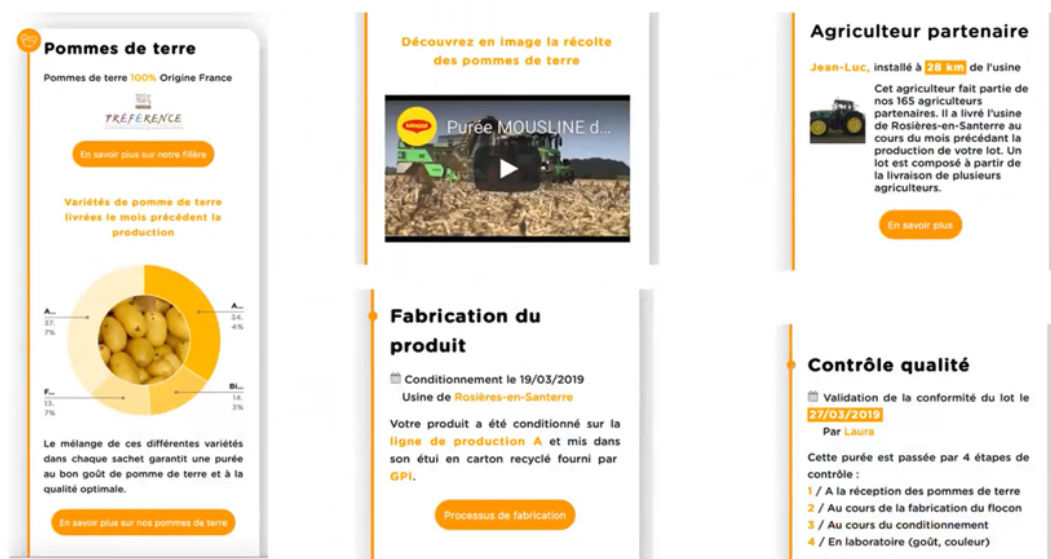 Pommes de terre
Pommes de terre 100% Origine France
PRÉFÉRENCE
En savoir plus sur notre filière
Variétés de pomme de terre
livrées le mois précédent la
production
A...
37.
7%
A...
34.
4%
F...
13.
7%
Bi...
14.
3%
Le mélange de ces différentes variétés
dans chaque sachet garantit une purée
au bon goût de pomme de terre et à la
qualité optimale.
En savoir plus sur nos pommes de terre
Découvrez en image la récolte
des pommes de terre
MAGGI
Purée MOUSLINE d...
Fabrication du
produit
Conditionnement le 19/03/2019
Usine de Rosières-en-Santerre
Votre produit a été conditionné sur la
ligne de production A et mis dans
son étui en carton recyclé fourni par
GPi.
Processus de fabrication
Agriculteur partenaire
Jean-Luc, installé à 28 km de l'usine
Cet agriculteur fait partie de
nos 165 agriculteurs
partenaires. Il a livré l'usine
de Rosières-en-Santerre au
cours du mois précédant la
production de votre lot. Un
lot est composé à partir de
la livraison de plusieurs
agriculteurs.
En savoir plus
Contrôle qualité
Validation de la conformité du lot le
27/03/2019
Par Laura
Cette purée est passée par 4 étapes de
contrôle :
1 / A la réception des pommes de terre
2 / Au cours de la fabrication du flocon
3 / Au cours du conditionnement
4 / En laboratoire (goût, couleur)